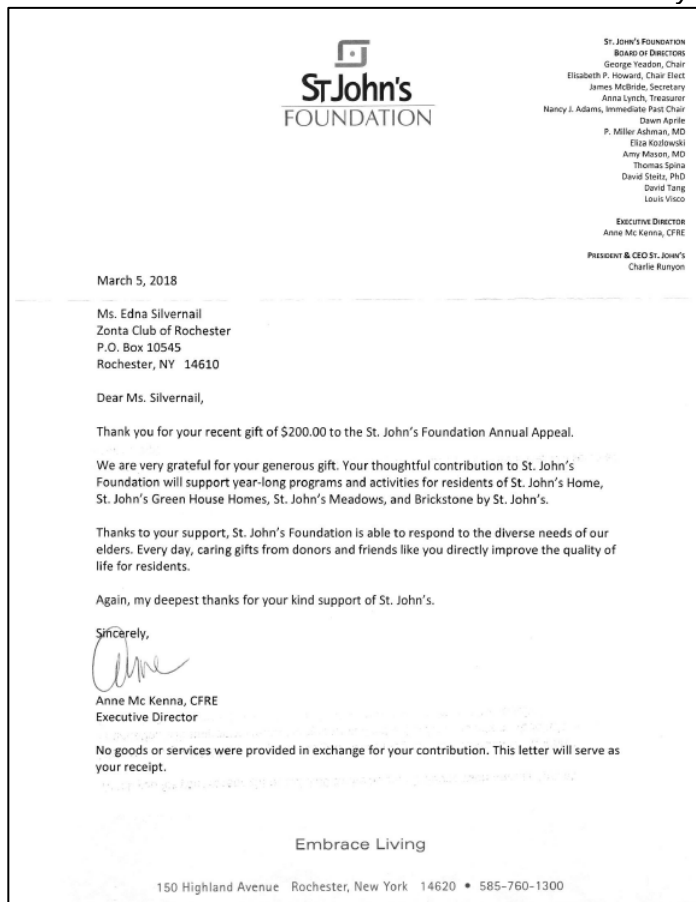 St John's
FOUNDATION
ST. JOHN'S FOUNDATION
BOARD OF DIRECTORS
George Yeadon, Chair
Elisabeth P. Howard, Chair Elect
James McBride, Secretary
Anna Lynch, Treasurer
Nancy J. Adams, Immediate Past Chair
Dawn Aprile
P. Miller Ashman, MD
Eliza Kozlowski
Amy Mason, MD
Thomas Spina
David Steitz, PhD
David Tang
Louis Visco
EXECUTIVE DIRECTOR
Anne Mc Kenna, CFRE
PRESIDENT & CEO ST. JOHN'S
Charlie Runyon
March 5, 2018
Ms. Edna Silvernail
Zonta Club of Rochester
P.O. Box 10545
Rochester, NY 14610
Dear Ms. Silvernail,
Thank you for your recent gift of $200.00 to the St. John's Foundation Annual Appeal.
We are very grateful for your generous gift. Your thoughtful contribution to St. John's
Foundation will support year-long programs and activities for residents of St. John's Home,
St. John's Green House Homes, St. John's Meadows, and Brickstone by St. John's.
Thanks to your support, St. John's Foundation is able to respond to the diverse needs of our
elders. Every day, caring gifts from donors and friends like you directly improve the quality of
life for residents.
Again, my deepest thanks for your kind support of St. John's.
Sincerely,
Anne
Anne Mc Kenna, CFRE
Executive Director
No goods or services were provided in exchange for your contribution. This letter will serve as
your receipt.
Embrace Living
150 Highland Avenue Rochester, New York 14620 • 585-760-1300